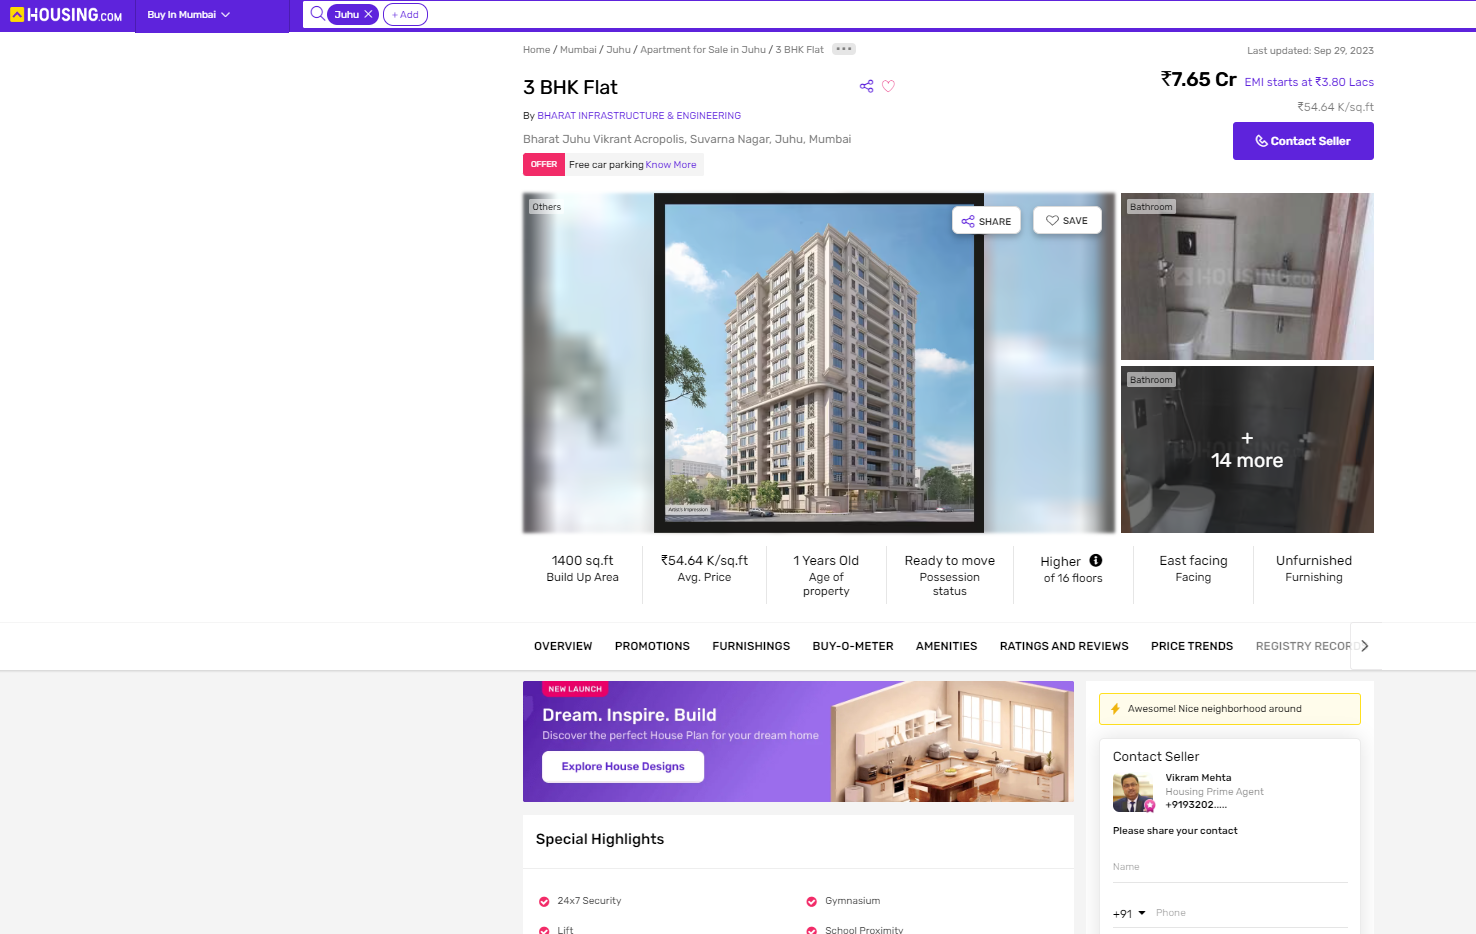 HOUSING.COM
Buy In Mumbai
Juhu
+ Add
Home / Mumbai / Juhu / Apartment for Sale in Juhu / 3 BHK Flat
Last updated: Sep 29, 2023
3 BHK Flat
₹7.65 Cr EMI starts at ₹3.80 Lacs
₹54.64 K/sq.ft
By BHARAT INFRASTRUCTURE & ENGINEERING
Bharat Juhu Vikrant Acropolis, Suvarna Nagar, Juhu, Mumbai
Contact Seller
OFFER Free car parking Know More
Others
SHARE
SAVE
Artist's Impression
Bathroom
HOUSING.COM
Bathroom
HOUSING
+
14 more
1400 sq.ft
Build Up Area
₹54.64 K/sq.ft
Avg. Price
1 Years Old
Age of
property
Ready to move
Possession
status
Higher
of 16 floors
East facing
Facing
Unfurnished
Furnishing
OVERVIEW PROMOTIONS FURNISHINGS BUY-O-METER AMENITIES RATINGS AND REVIEWS PRICE TRENDS REGISTRY RECORD
NEW LAUNCH
Dream. Inspire. Build
Discover the perfect House Plan for your dream home
Explore House Designs
Special Highlights
24x7 Security
Gymnasium
Lift
School Proximity
Awesome! Nice neighborhood around
Contact Seller
Vikram Mehta
Housing Prime Agent
+9193202.....
Please share your contact
Name
+91 Phone